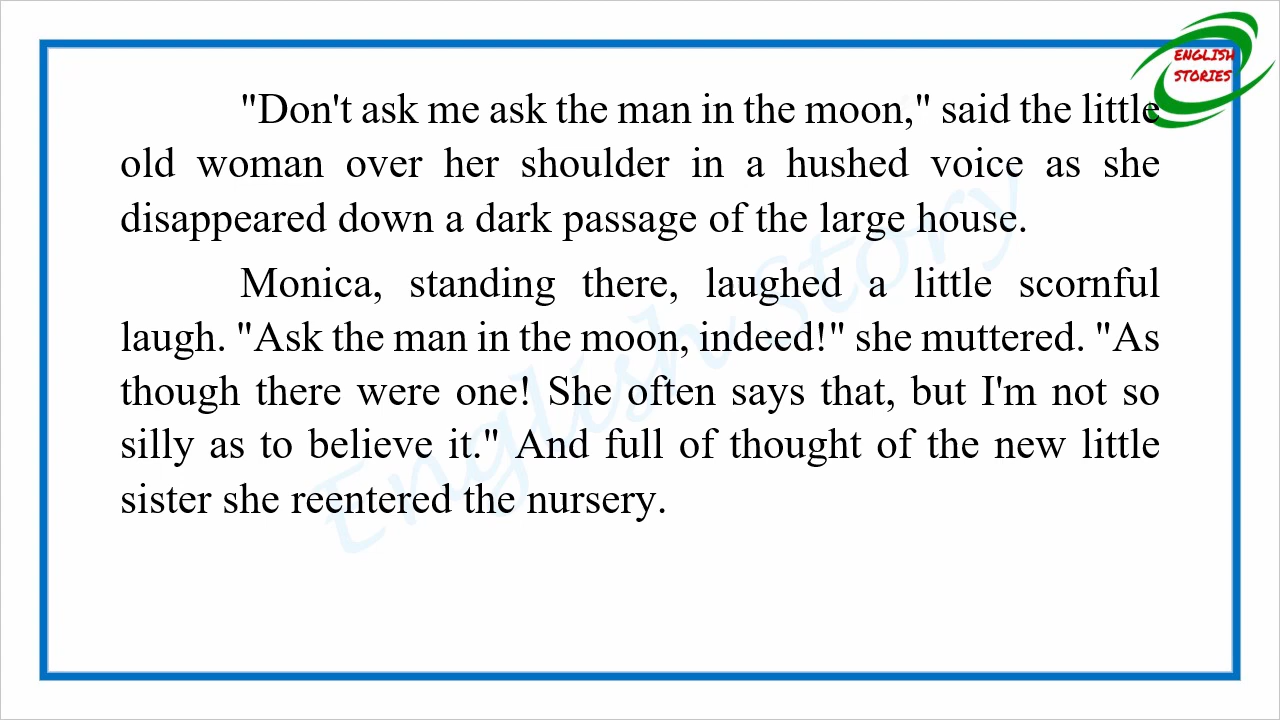 ENGLISH
STORIES
"Don't ask me ask the man in the moon," said the little
old woman over her shoulder in a hushed voice as she
disappeared down a dark passage of the large house.
Monica, standing there, laughed a little scornful
laugh. "Ask the man in the moon, indeed!" she muttered. "As
though there were one! She often says that, but I'm not so
silly as to believe it." And full of thought of the new little
sister she reentered the nursery.
English Story